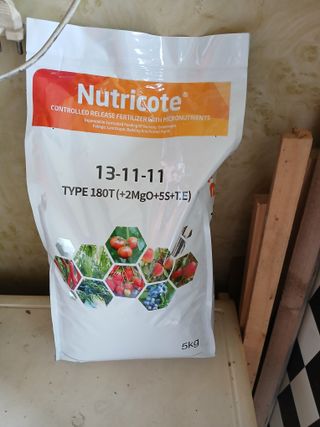 Nutricote®
CONTROLLED RELEASE FERTILIZER WITH MICRONUTRIENTS
13-11-11
TYPE 180T(+2MgO+5S+T.E)
5kg